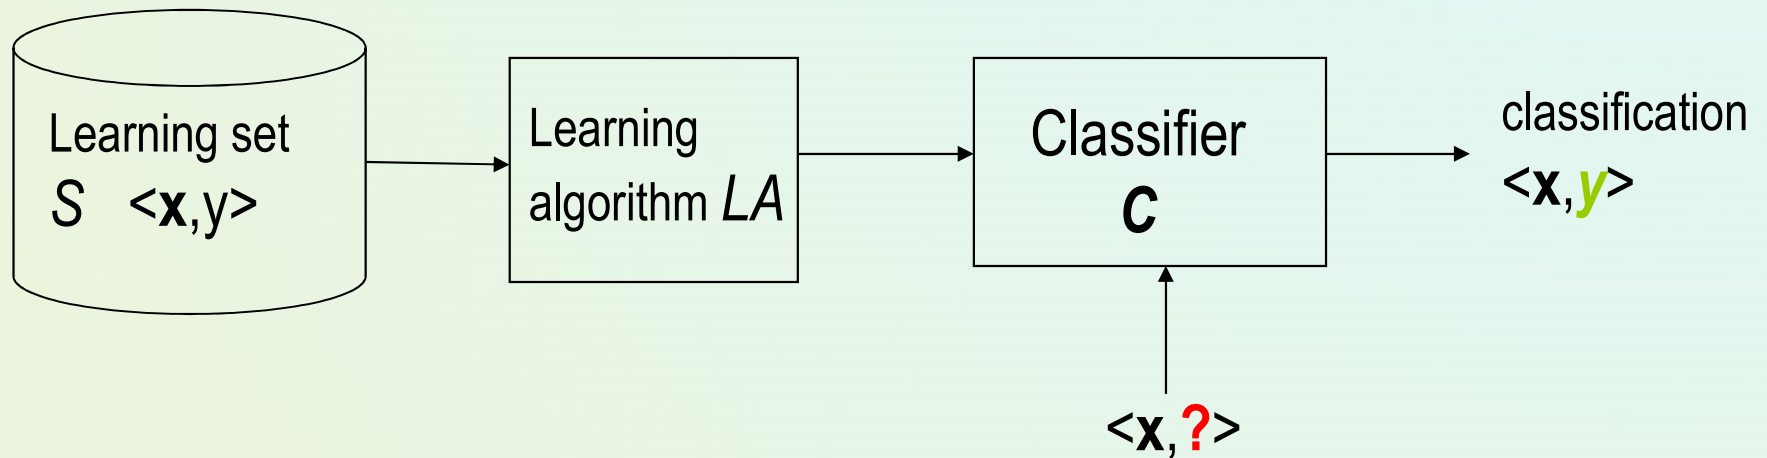 Learning set
S <x,y>
Learning
algorithm LA
Classifier
C
classification
<x,y>
<x,?>